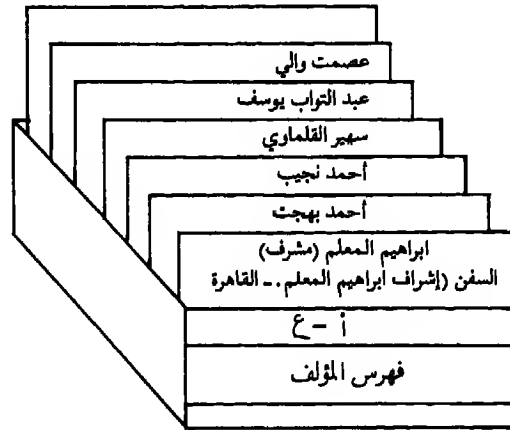 عصمت والي
عبد التواب يوسف
سهير القلماوي
أحمد نجيب
أحمد بهجت
ابراهيم المعلم (مشرف)
السفن (إشراف ابراهيم المعلم . ـ القاهرة
أ - ع
فهرس المؤلف